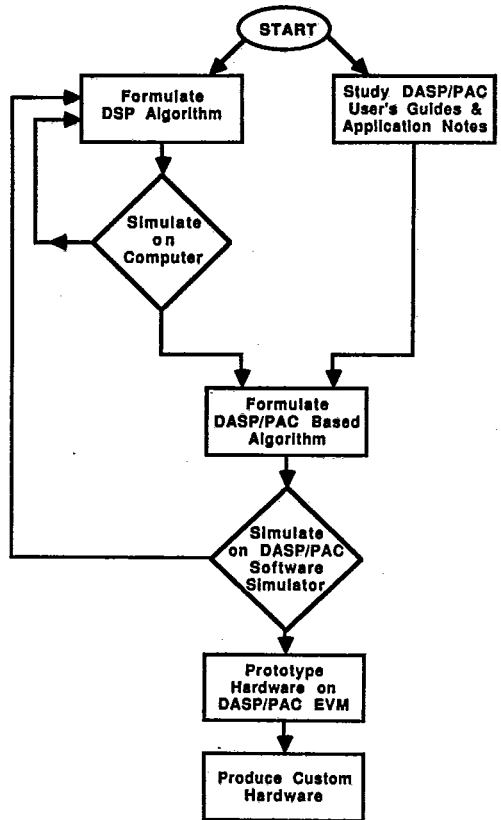 START
Formulate
DSP Algorithm
Study DASP/PAC
User's Guides &
Application Notes
Simulate
on
Computer
Formulate
DASP/PAC Based
Algorithm
Simulate
on DASP/PAC
Software
Simulator
Prototype
Hardware on
DASP/PAC EVM
Produce Custom
Hardware